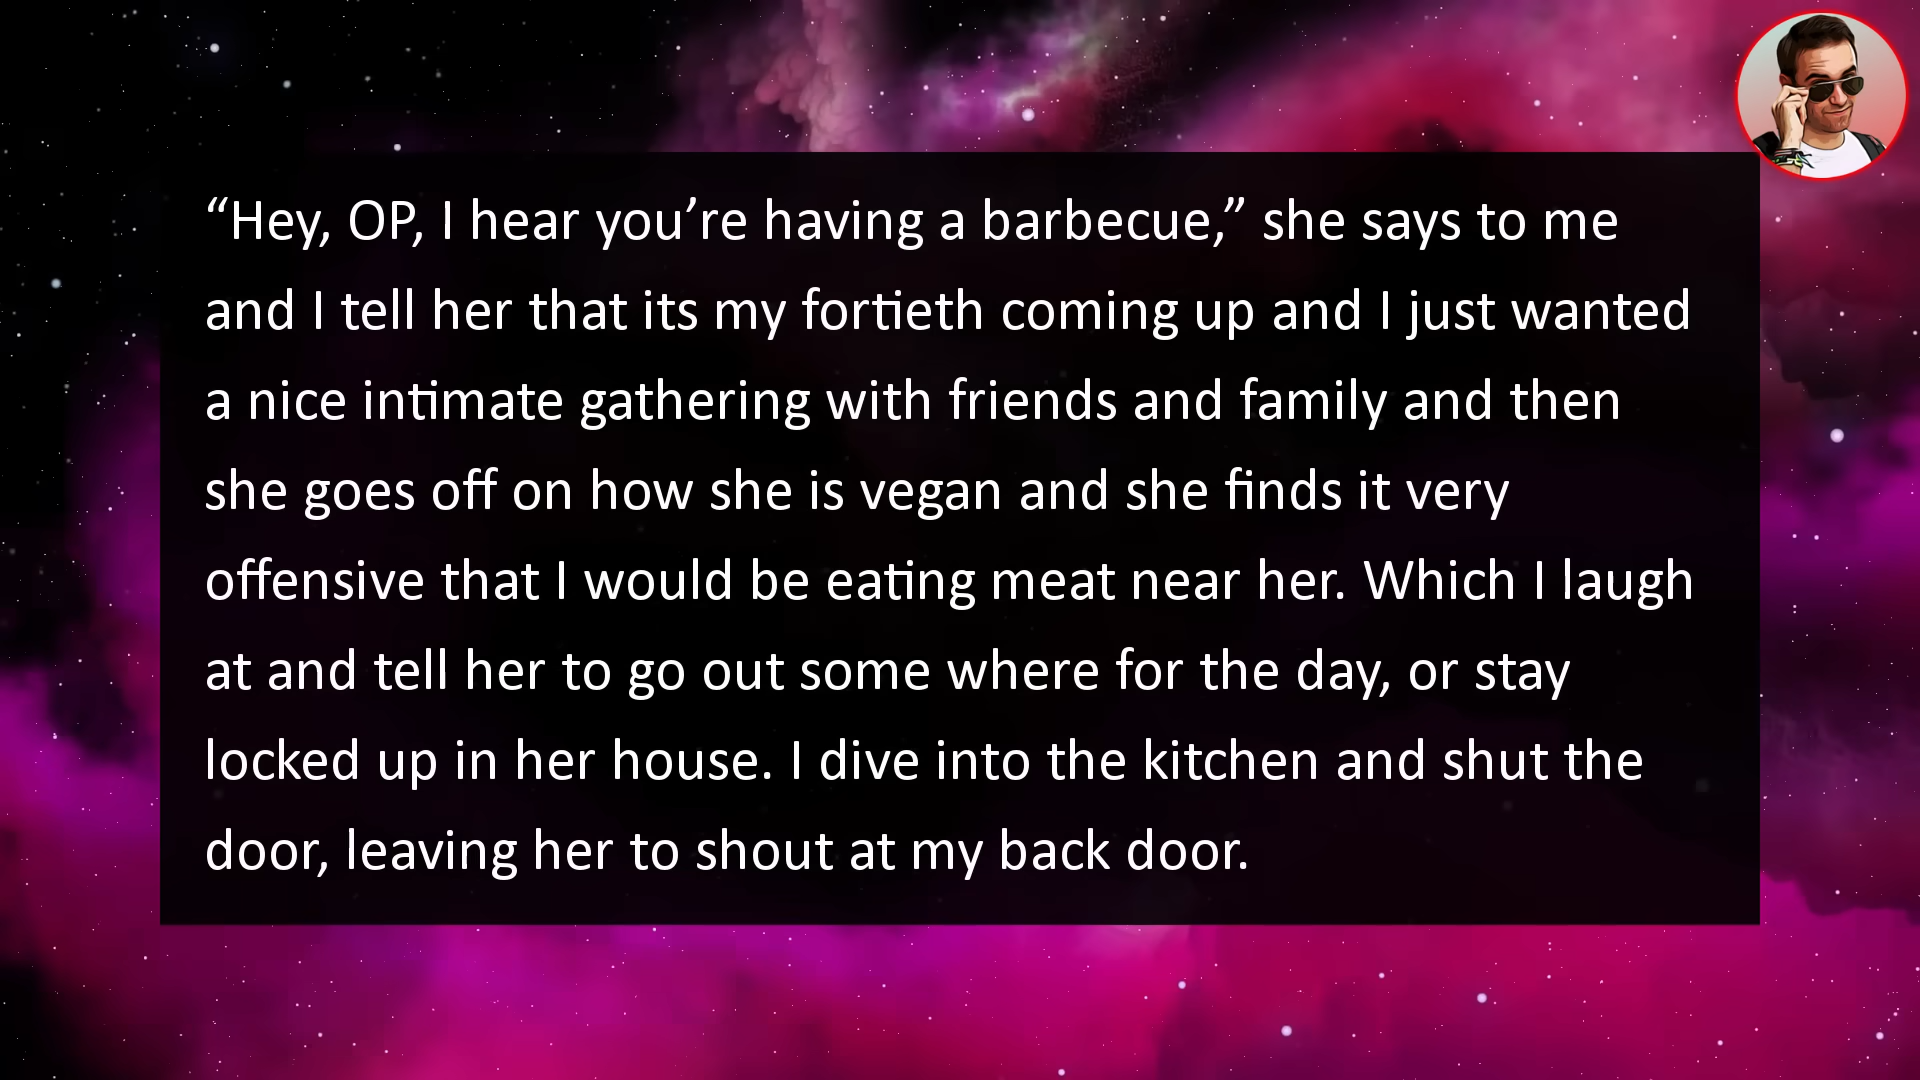 “Hey, OP, I hear you’re having a barbecue,” she says to me
and I tell her that its my fortieth coming up and I just wanted
a nice intimate gathering with friends and family and then
she goes off on how she is vegan and she finds it very
offensive that I would be eating meat near her. Which I laugh
at and tell her to go out some where for the day, or stay
locked up in her house. I dive into the kitchen and shut the
door, leaving her to shout at my back door.